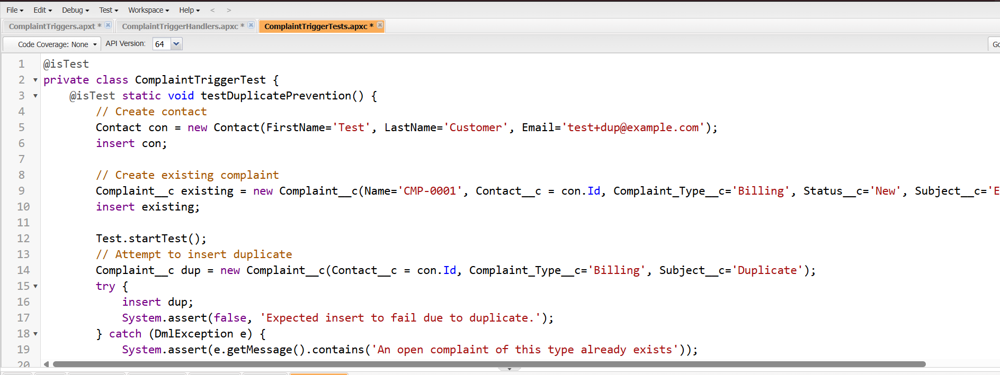 File Edit Debug Test Workspace Help < >
ComplaintTriggers.apxt * ComplaintTriggerHandlers.apxc * ComplaintTriggerTests.apxc *
Code Coverage: None API Version: 64 Go
1 @isTest
2 private class ComplaintTriggerTest {
3 @isTest static void testDuplicatePrevention() {
4 // Create contact
5 Contact con = new Contact(FirstName='Test', LastName='Customer', Email='test+dup@example.com');
6 insert con;
7
8 // Create existing complaint
9 Complaint__c existing = new Complaint__c(Name='CMP-0001', Contact__c = con.Id, Complaint_Type__c='Billing', Status__c='New', Subject__c='E
10 insert existing;
11
12 Test.startTest();
13 // Attempt to insert duplicate
14 Complaint__c dup = new Complaint__c(Contact__c = con.Id, Complaint_Type__c='Billing', Subject__c='Duplicate');
15 try {
16 insert dup;
17 System.assert(false, 'Expected insert to fail due to duplicate.');
18 } catch (DmlException e) {
19 System.assert(e.getMessage().contains('An open complaint of this type already exists'));
20